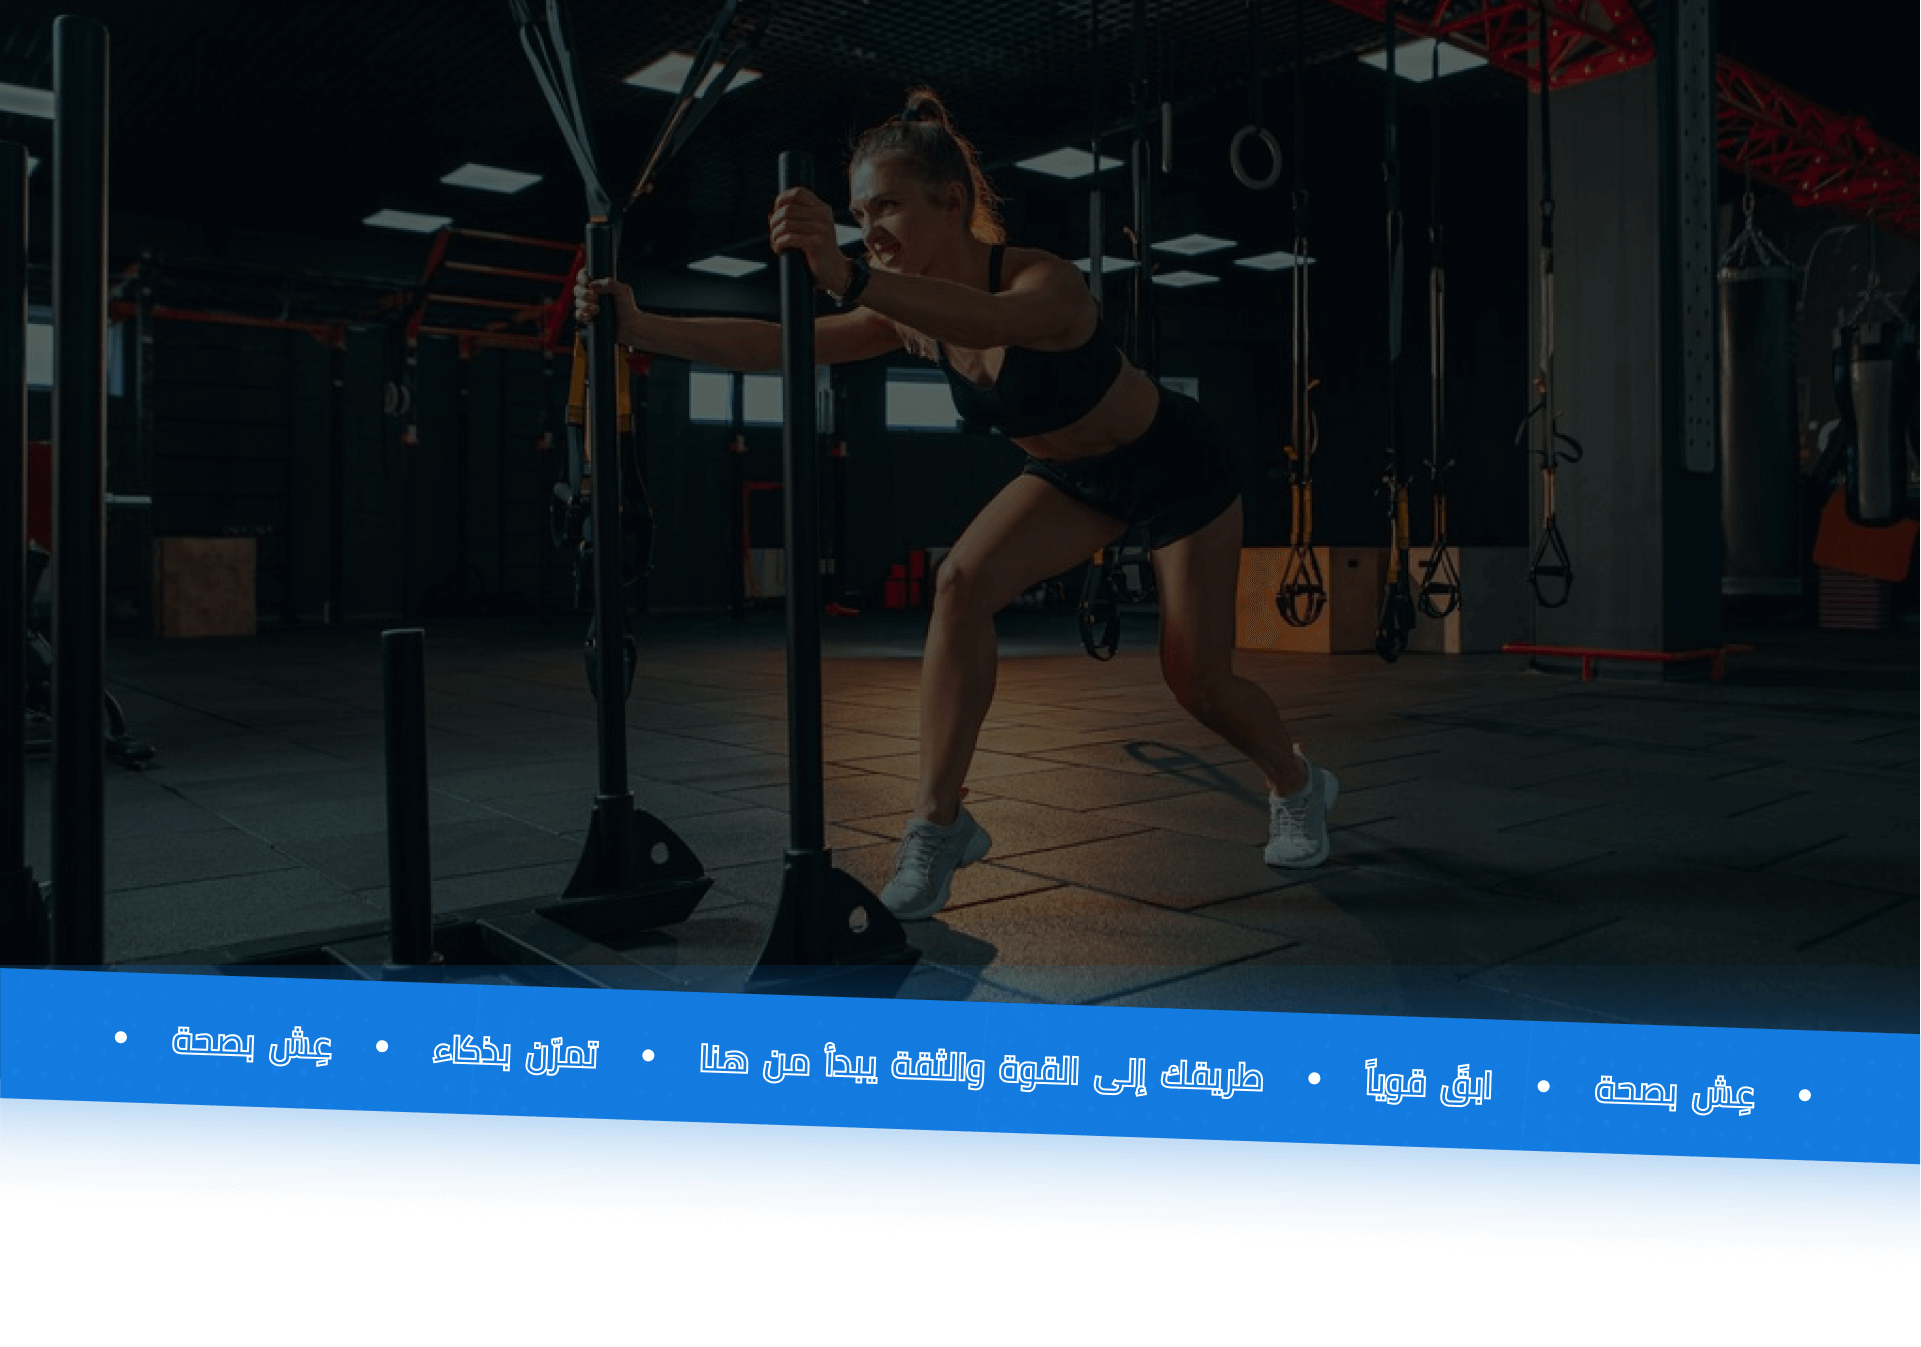 • عِش بصحة • ابقَ قوياً • طريقك إلى القوة والثقة يبدأ من هنا • تمرّن بذكاء • عِش بصحة •